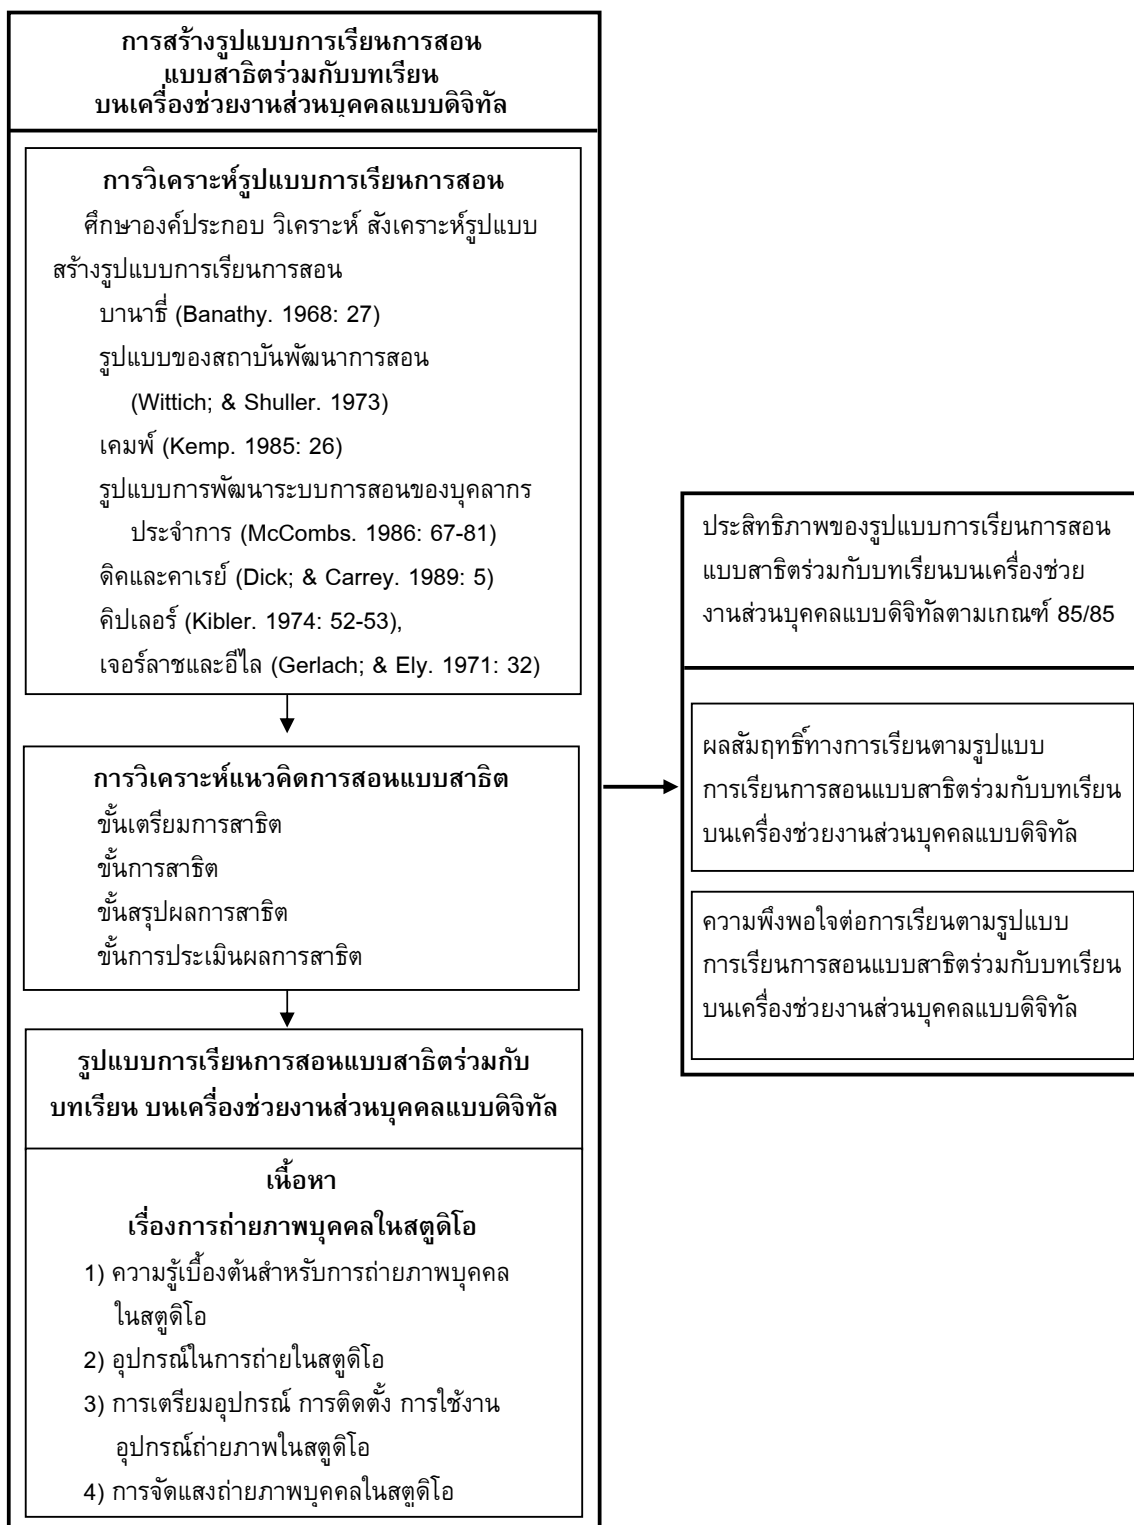 การสร้างรูปแบบการเรียนการสอน
แบบสาธิตร่วมกับบทเรียน
บนเครื่องช่วยงานส่วนบุคคลแบบดิจิทัล
การวิเคราะห์รูปแบบการเรียนการสอน
ศึกษาองค์ประกอบ วิเคราะห์ สังเคราะห์รูปแบบ
สร้างรูปแบบการเรียนการสอน
บานาธี่ (Banathy. 1968: 27)
รูปแบบของสถาบันพัฒนาการสอน
(Wittich; & Shuller. 1973)
เคมพ์ (Kemp. 1985: 26)
รูปแบบการพัฒนาระบบการสอนของบุคลากร
ประจำการ (McCombs. 1986: 67-81)
ดิคและคาเรย์ (Dick; & Carrey. 1989: 5)
คิปเลอร์ (Kibler. 1974: 52-53),
เจอร์ลาชและอีไล (Gerlach; & Ely. 1971: 32)
การวิเคราะห์แนวคิดการสอนแบบสาธิต
ขั้นเตรียมการสาธิต
ขั้นการสาธิต
ขั้นสรุปผลการสาธิต
ขั้นการประเมินผลการสาธิต
รูปแบบการเรียนการสอนแบบสาธิตร่วมกับ
บทเรียน บนเครื่องช่วยงานส่วนบุคคลแบบดิจิทัล
เนื้อหา
เรื่องการถ่ายภาพบุคคลในสตูดิโอ
1) ความรู้เบื้องต้นสำหรับการถ่ายภาพบุคคล
ในสตูดิโอ
2) อุปกรณ์ในการถ่ายในสตูดิโอ
3) การเตรียมอุปกรณ์ การติดตั้ง การใช้งาน
อุปกรณ์ถ่ายภาพในสตูดิโอ
4) การจัดแสงถ่ายภาพบุคคลในสตูดิโอ
ประสิทธิภาพของรูปแบบการเรียนการสอน
แบบสาธิตร่วมกับบทเรียนบนเครื่องช่วย
งานส่วนบุคคลแบบดิจิทัลตามเกณฑ์ 85/85
ผลสัมฤทธิ์ทางการเรียนตามรูปแบบ
การเรียนการสอนแบบสาธิตร่วมกับบทเรียน
บนเครื่องช่วยงานส่วนบุคคลแบบดิจิทัล
ความพึงพอใจต่อการเรียนตามรูปแบบ
การเรียนการสอนแบบสาธิตร่วมกับบทเรียน
บนเครื่องช่วยงานส่วนบุคคลแบบดิจิทัล